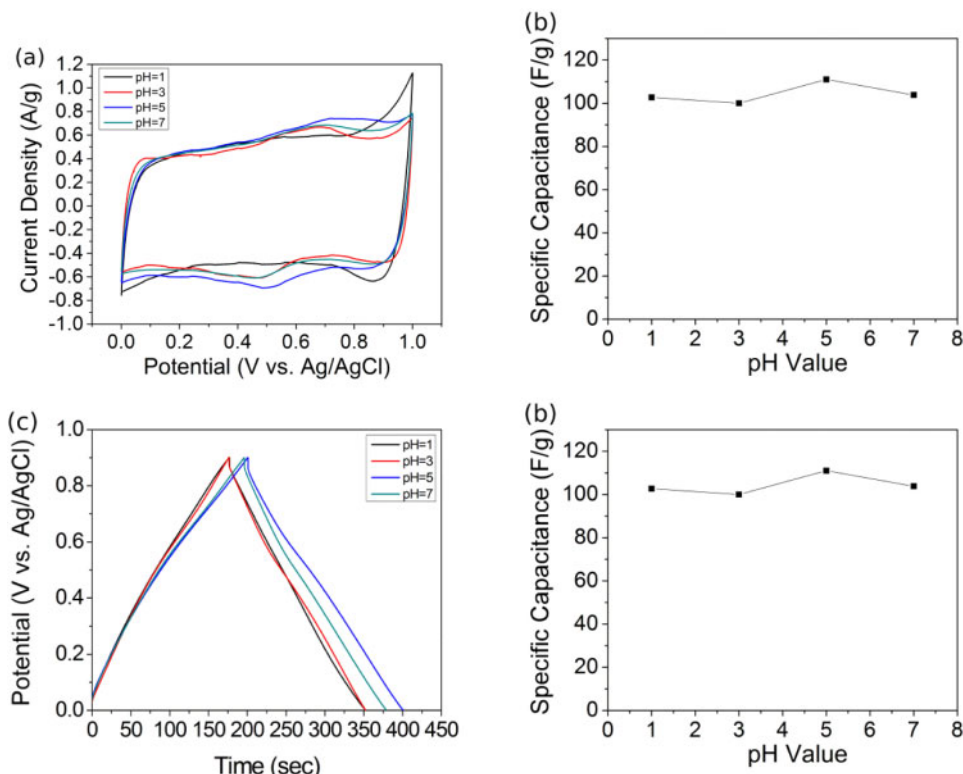 (a)
1.2
1.0
0.8
0.6
0.4
0.2
0.0
-0.2
-0.4
-0.6
-0.8
-1.0
Current Density (A/g)
pH=1
pH=3
pH=5
pH=7
0.0 0.2 0.4 0.6 0.8 1.0
Potential (V vs. Ag/AgCl)
(b)
120
100
80
60
40
20
0
Specific Capacitance (F/g)
0 1 2 3 4 5 6 7 8
pH Value
(c)
1.0
0.8
0.6
0.4
0.2
0.0
Potential (V vs. Ag/AgCl)
pH=1
pH=3
pH=5
pH=7
0 50 100 150 200 250 300 350 400 450
Time (sec)
(b)
120
100
80
60
40
20
0
Specific Capacitance (F/g)
0 1 2 3 4 5 6 7 8
pH Value